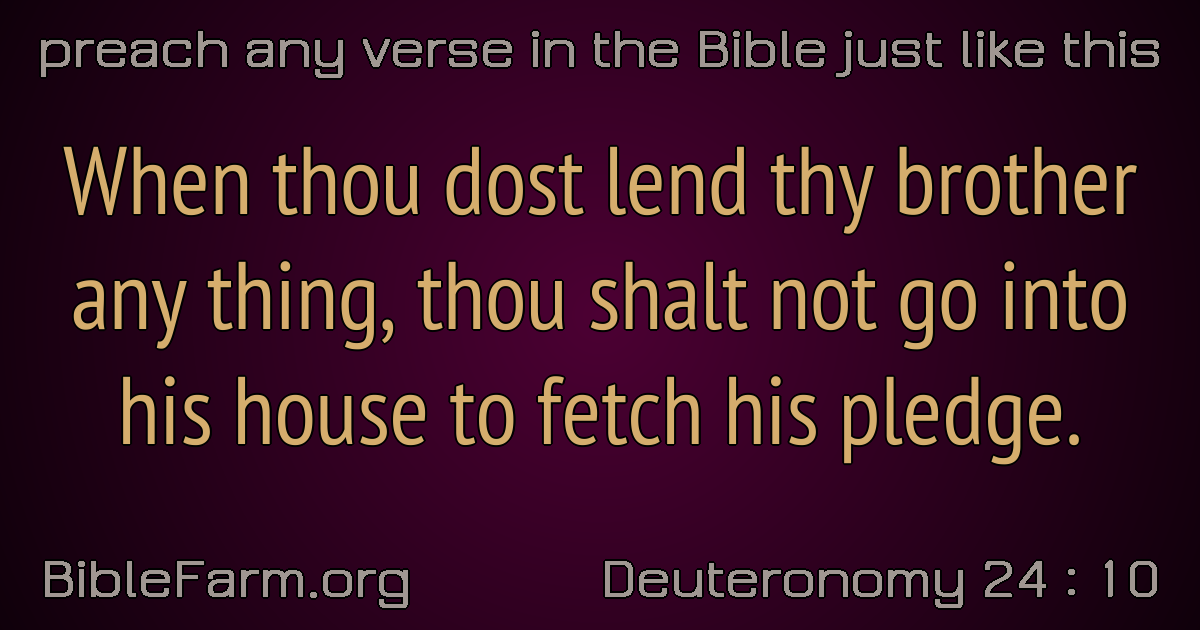 preach any verse in the Bible just like this
When thou dost lend thy brother
any thing, thou shalt not go into
his house to fetch his pledge.
BibleFarm.org
Deuteronomy 24 : 10